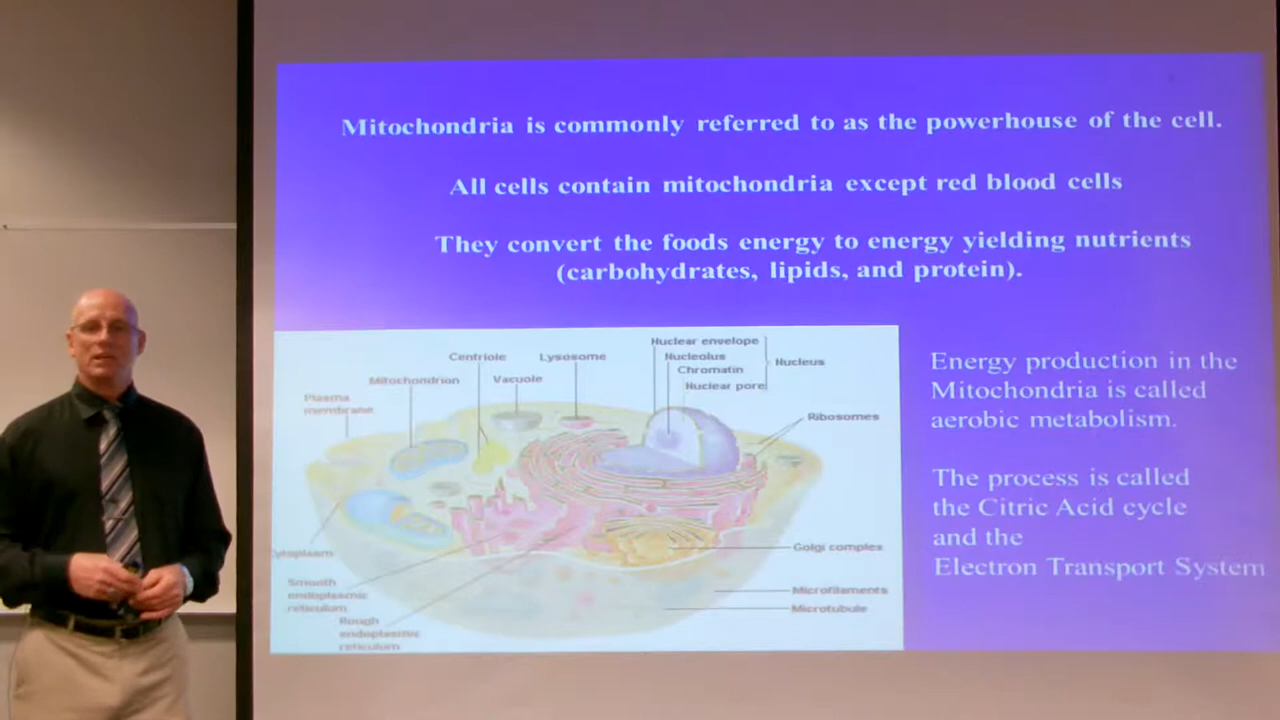 Mitochondria is commonly referred to as the powerhouse of the cell.
All cells contain mitochondria except red blood cells
They convert the foods energy to energy yielding nutrients
(carbohydrates, lipids, and protein).
Nuclear envelope
Nucleolus
Chromatin
Nuclear pore
Nucleus
Centriole
Lysosome
Vacuole
Mitochondrion
Plasma
membrane
Ribosomes
Cytoplasm
Smooth
endoplasmic
reticulum
Rough
endoplasmic
reticulum
Golgi complex
Microfilaments
Microtubule
Energy production in the
Mitochondria is called
aerobic metabolism.
The process is called
the Citric Acid cycle
and the
Electron Transport System